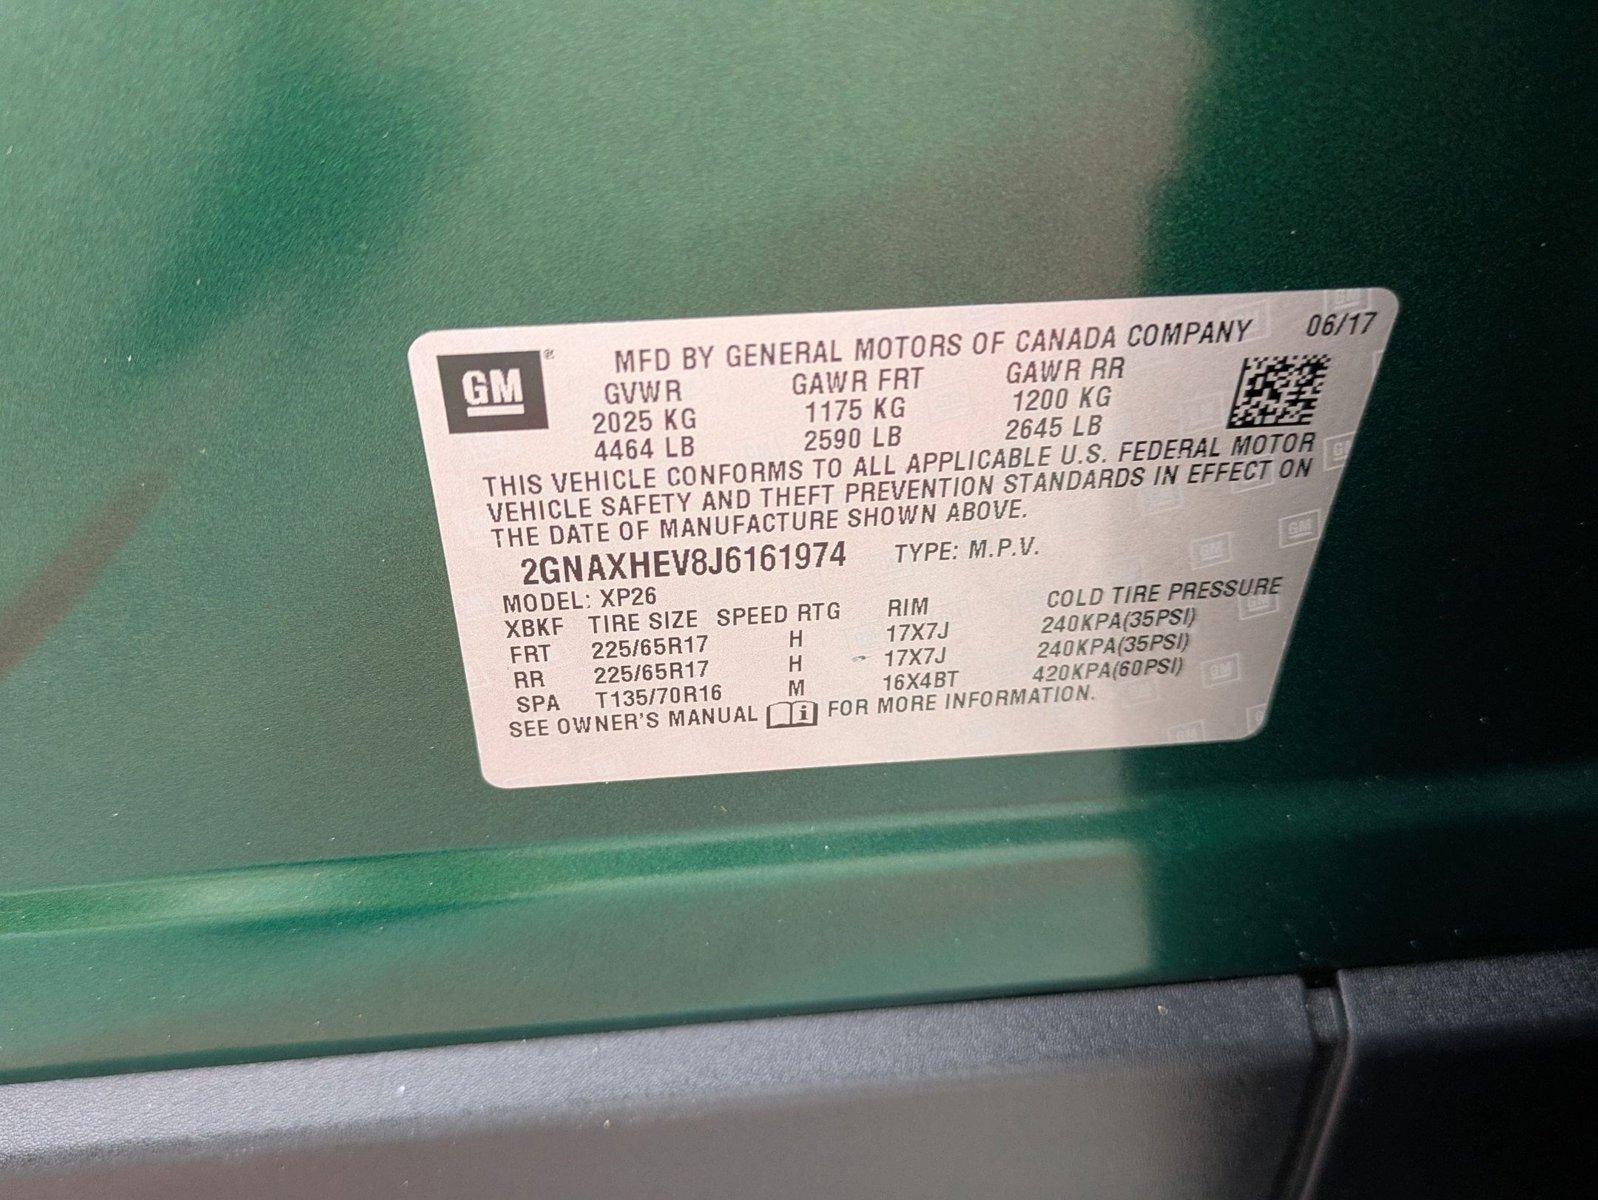 GM ® MFD BY GENERAL MOTORS OF CANADA COMPANY 06/17
GVWR GAWR FRT GAWR RR
2025 KG 1175 KG 1200 KG
4464 LB 2590 LB 2645 LB
THIS VEHICLE CONFORMS TO ALL APPLICABLE U.S. FEDERAL MOTOR
VEHICLE SAFETY AND THEFT PREVENTION STANDARDS IN EFFECT ON
THE DATE OF MANUFACTURE SHOWN ABOVE.
2GNAXHEV8J6161974 TYPE: M.P.V.
MODEL: XP26
XBKF TIRE SIZE SPEED RTG RIM COLD TIRE PRESSURE
FRT 225/65R17 H 17X7J 240KPA(35PSI)
RR 225/65R17 H 17X7J 240KPA(35PSI)
SPA T135/70R16 M 16X4BT 420KPA(60PSI)
SEE OWNER'S MANUAL i FOR MORE INFORMATION.